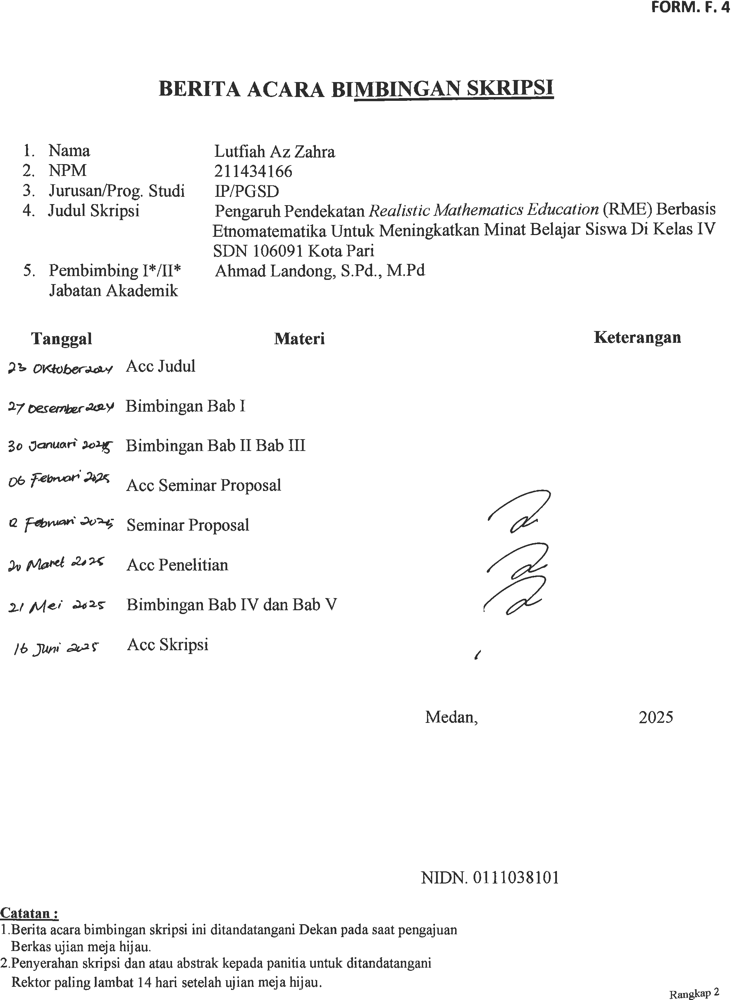 FORM. F. 4
BERITA ACARA BIMBINGAN SKRIPSI
1. Nama Lutfiah Az Zahra
2. NPM 211434166
3. Jurusan/Prog. Studi IP/PGSD
4. Judul Skripsi Pengaruh Pendekatan Realistic Mathematics Education (RME) Berbasis
Etnomatematika Untuk Meningkatkan Minat Belajar Siswa Di Kelas IV
SDN 106091 Kota Pari
5. Pembimbing I*/II* Ahmad Landong, S.Pd., M.Pd
Jabatan Akademik
Tanggal Materi Keterangan
23 Oktober 2024 Acc Judul
27 Desember 2024 Bimbingan Bab I
30 Januari 2025 Bimbingan Bab II Bab III
06 Februari 2025 Acc Seminar Proposal
Februari 2025 Seminar Proposal
20 Maret 2025 Acc Penelitian
21 Mei 2025 Bimbingan Bab IV dan Bab V
16 Juni 2025 Acc Skripsi
Medan, 2025
NIDN. 0111038101
Catatan :
1.Berita acara bimbingan skripsi ini ditandatangani Dekan pada saat pengajuan
Berkas ujian meja hijau.
2.Penyerahan skripsi dan atau abstrak kepada panitia untuk ditandatangani
Rektor paling lambat 14 hari setelah ujian meja hijau.
Rangkap 2